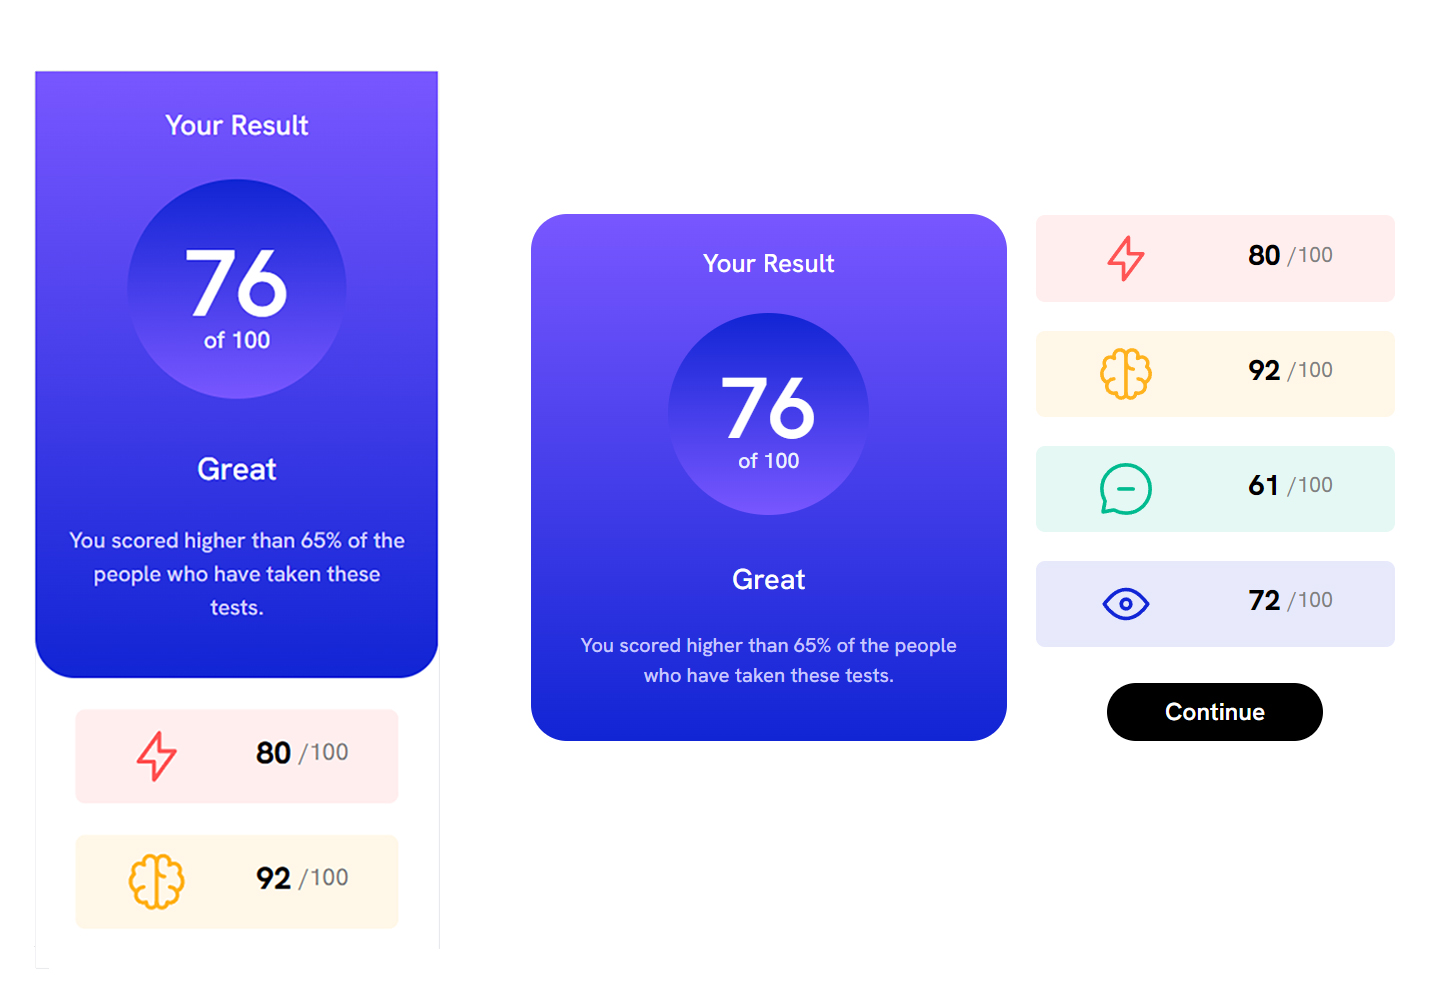 Your Result
76
of 100
Great
You scored higher than 65% of the
people who have taken these
tests.
80 /100
92 /100
Your Result
76
of 100
Great
You scored higher than 65% of the people
who have taken these tests.
80 /100
92 /100
61 /100
72 /100
Continue